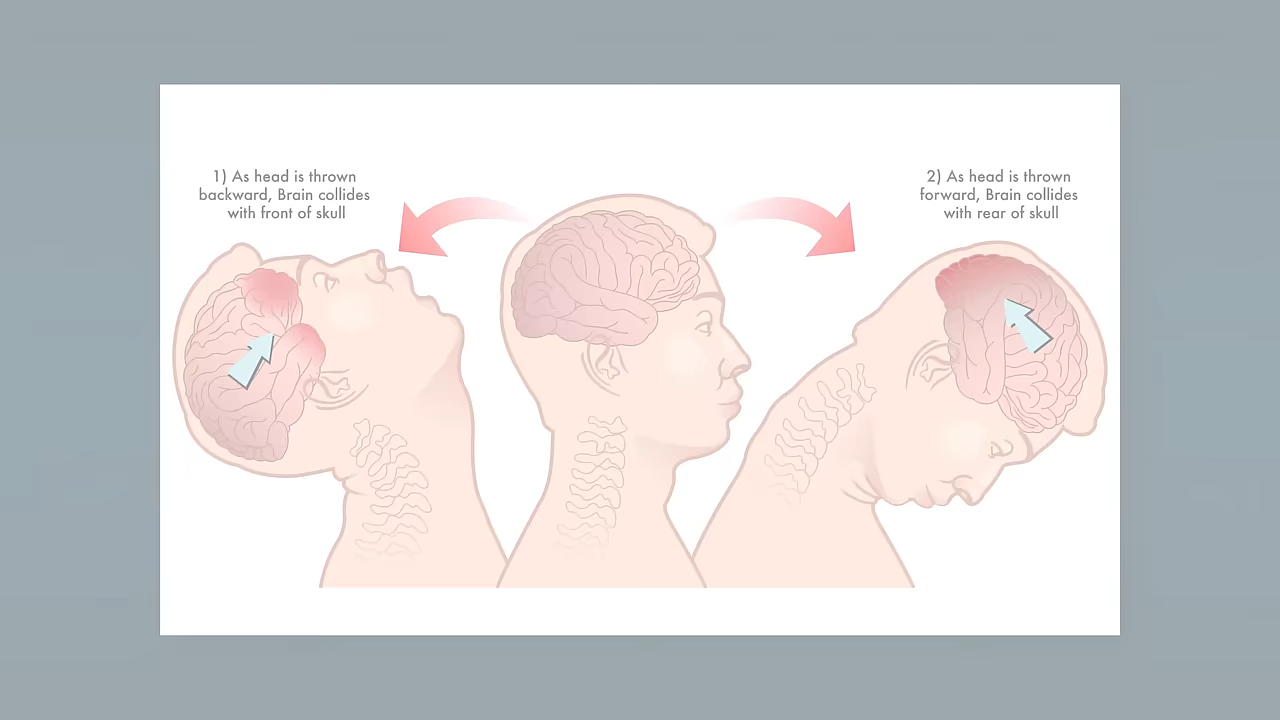 1) As head is thrown
backward, Brain collides
with front of skull
2) As head is thrown
forward, Brain collides
with rear of skull